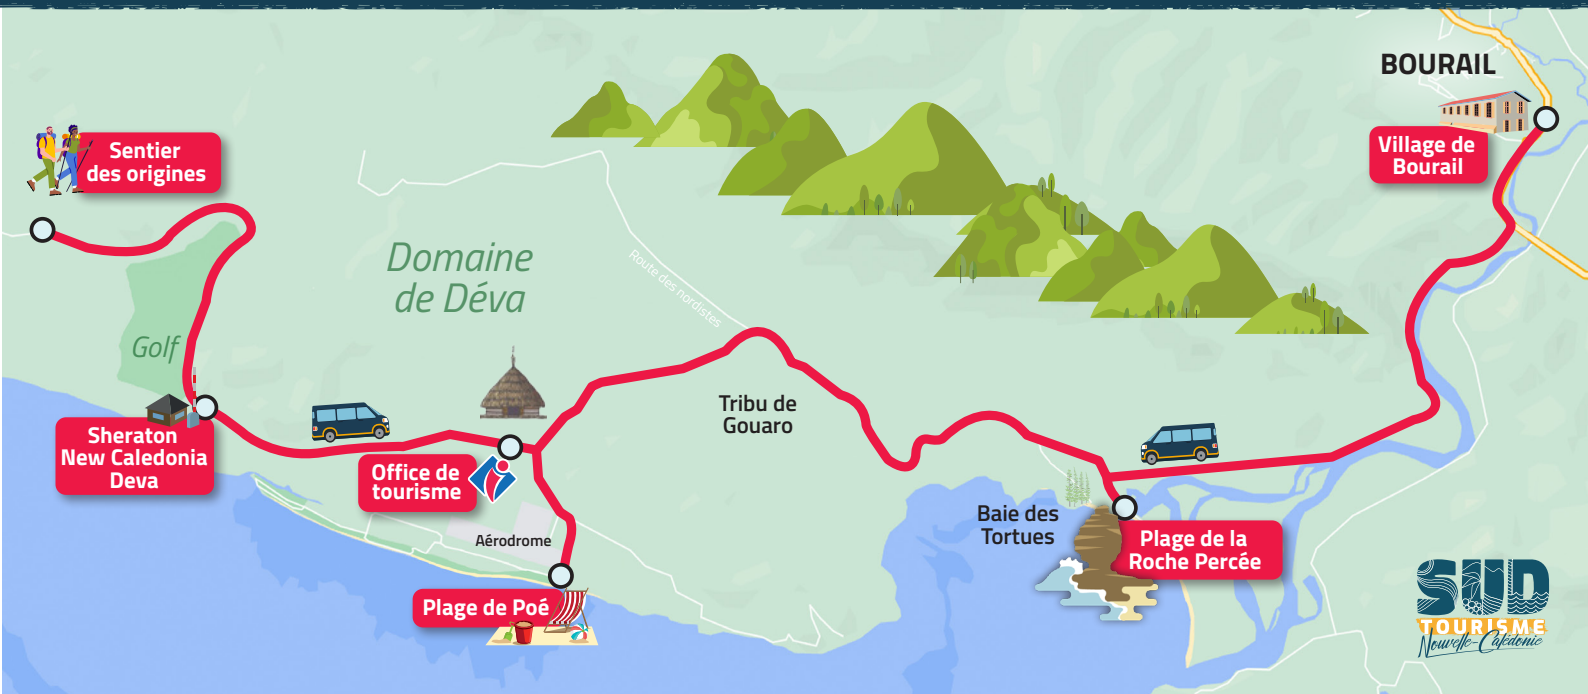 BOURAIL
Village de
Bourail
Sentier
des origines
Domaine
de Déva
Route des nordistes
Golf
Tribu de
Gouaro
Sheraton
New Caledonia
Deva
Office de
tourisme
Aérodrome
Baie des
Tortues
Plage de la
Roche Percée
Plage de Poé
SUD
TOURISME
Nouvelle-Calédonie